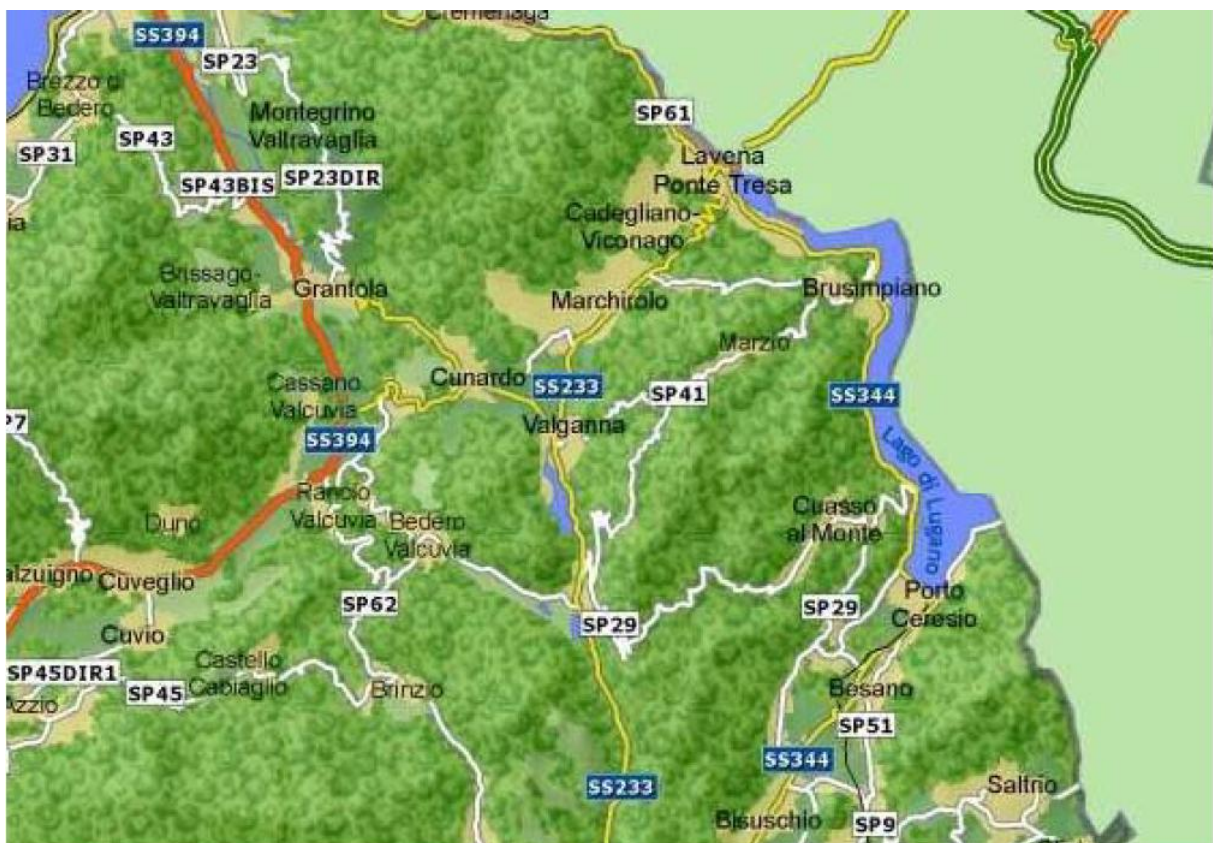 Cremenaga
SS394
SP23
Brezzo di
Bedero
Montegrino
Valtravaglia
SP61
SP43
SP31
SP43BIS
SP23DIR
Lavena
Ponte Tresa
Cadegliano-
Viconago
Brissago-
Valtravaglia
Grantola
Marchirolo
Brusimpiano
Marzio
Cassano
Valcuvia
Cunardo
SS233
SP41
SS344
Valganna
SS394
Lago di Lugano
Rancio
Valcuvia
Duno
Bedero
Valcuvia
Cuasso
al Monte
Cuveglio
SP62
SP29
SP29
Porto
Ceresio
Cuvio
SP45DIR1
SP45
Castello
Cabiaglio
Brinzio
Besano
Azzio
SP51
SS344
SS233
Saltrio
Bisuschio
SP9